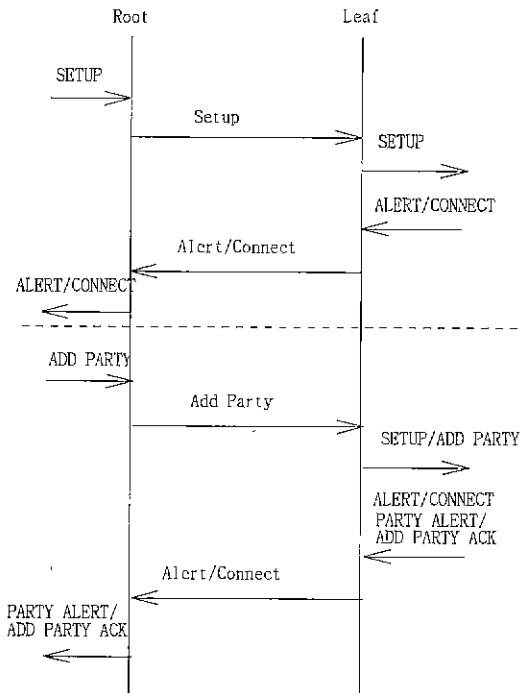 Root Leaf
SETUP
Setup
SETUP
ALERT/CONNECT
Alert/Connect
ALERT/CONNECT
ADD PARTY
Add Party
SETUP/ADD PARTY
ALERT/CONNECT
PARTY ALERT/
ADD PARTY ACK
Alert/Connect
PARTY ALERT/
ADD PARTY ACK